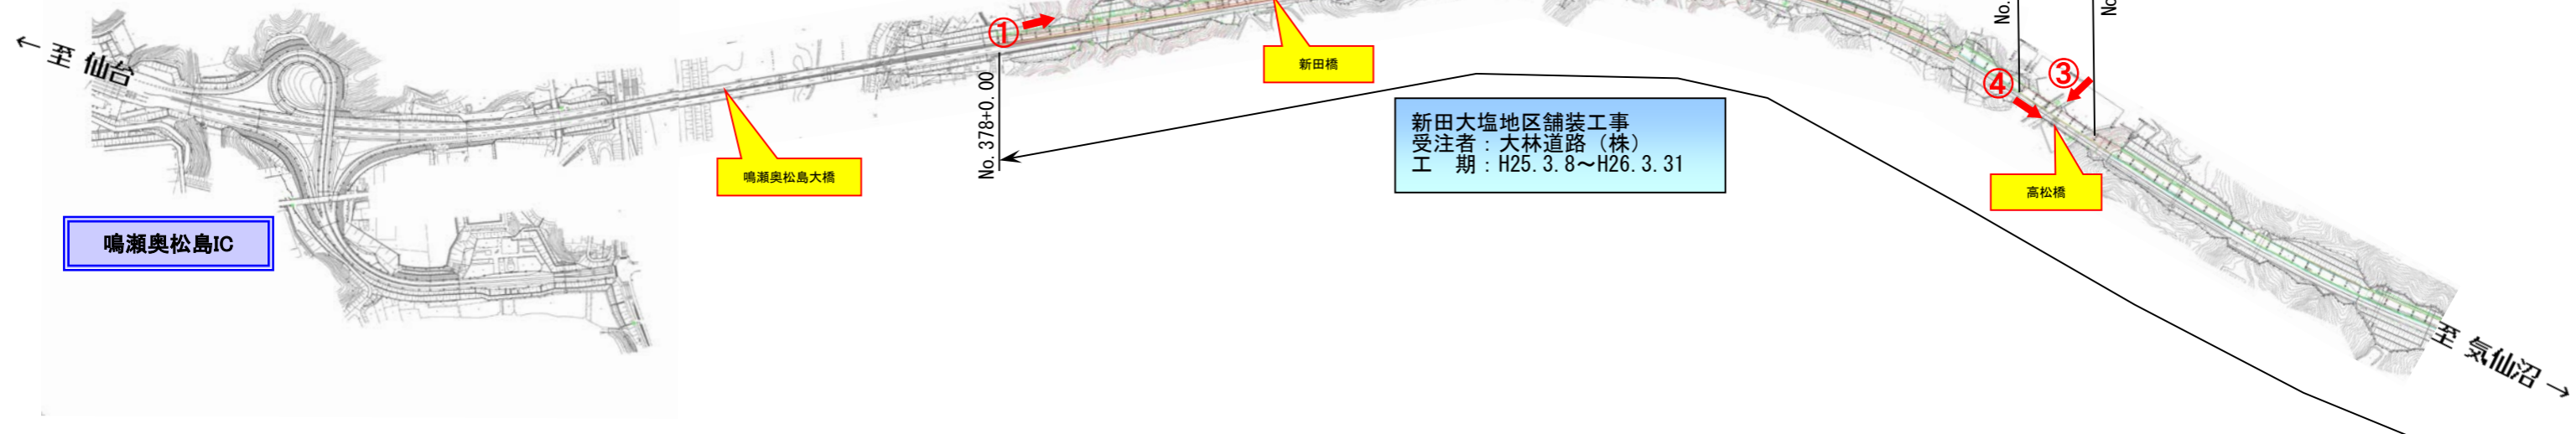 ← 至 仙台
①
No. 378+0. 00
新田橋
No.
No
④
③
鳴瀬奥松島大橋
新田大塩地区舗装工事
受注者：大林道路（株）
工　期：H25. 3. 8～H26. 3. 31
高松橋
鳴瀬奥松島IC
至 気仙沼 →